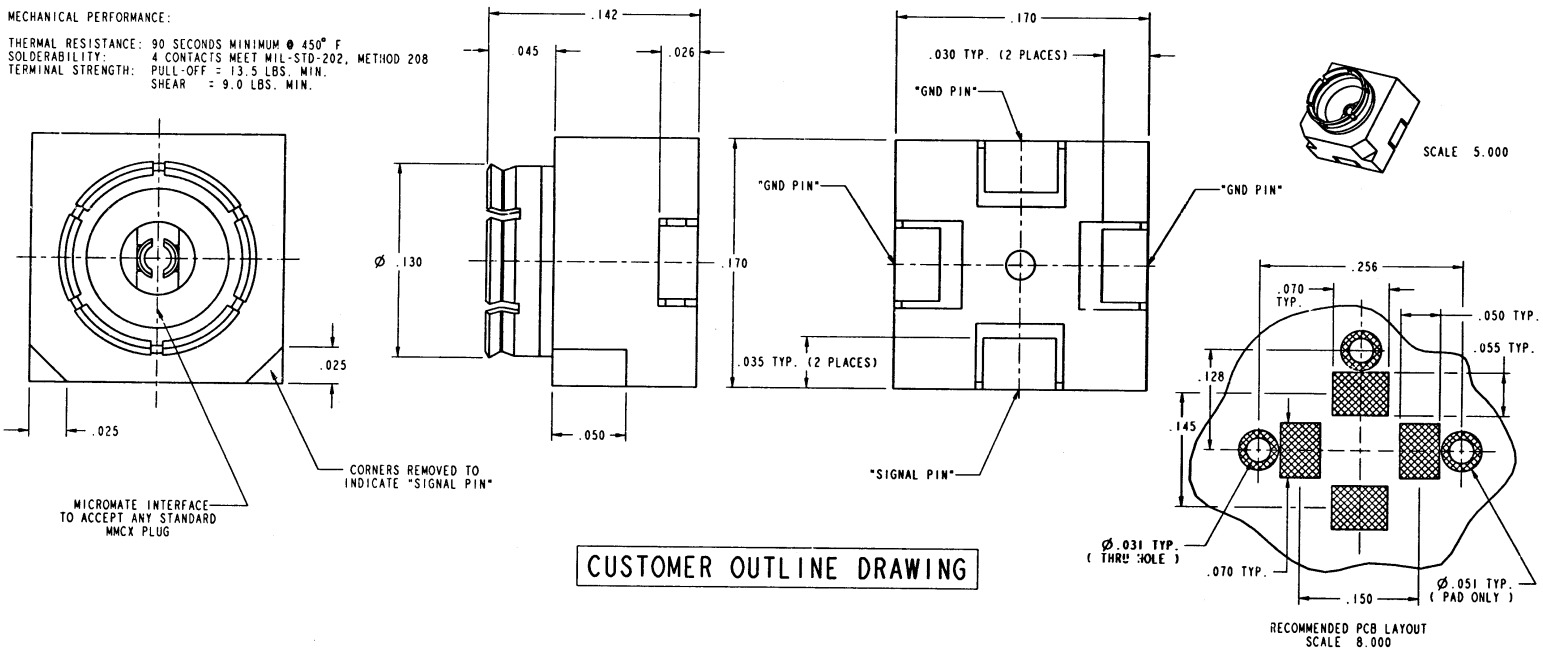 MECHANICAL PERFORMANCE:
THERMAL RESISTANCE: 90 SECONDS MINIMUM @ 450° F
SOLDERABILITY: 4 CONTACTS MEET MIL-STD-202, METHOD 208
TERMINAL STRENGTH: PULL-OFF = 13.5 LBS. MIN.
SHEAR = 9.0 LBS. MIN.
.025
.025
CORNERS REMOVED TO
INDICATE "SIGNAL PIN"
MICROMATE INTERFACE
TO ACCEPT ANY STANDARD
MMCX PLUG
.142
.045
.026
Ø .130
.050
.170
.170
.030 TYP. (2 PLACES)
"GND PIN"
"GND PIN"
"GND PIN"
.035 TYP. (2 PLACES)
"SIGNAL PIN"
SCALE 5.000
.256
.070
TYP.
.050 TYP.
.055 TYP.
.128
.145
Ø.031 TYP.
( THRU HOLE )
.070 TYP.
.150
Ø.051 TYP.
( PAD ONLY )
RECOMMENDED PCB LAYOUT
SCALE 8.000
CUSTOMER OUTLINE DRAWING